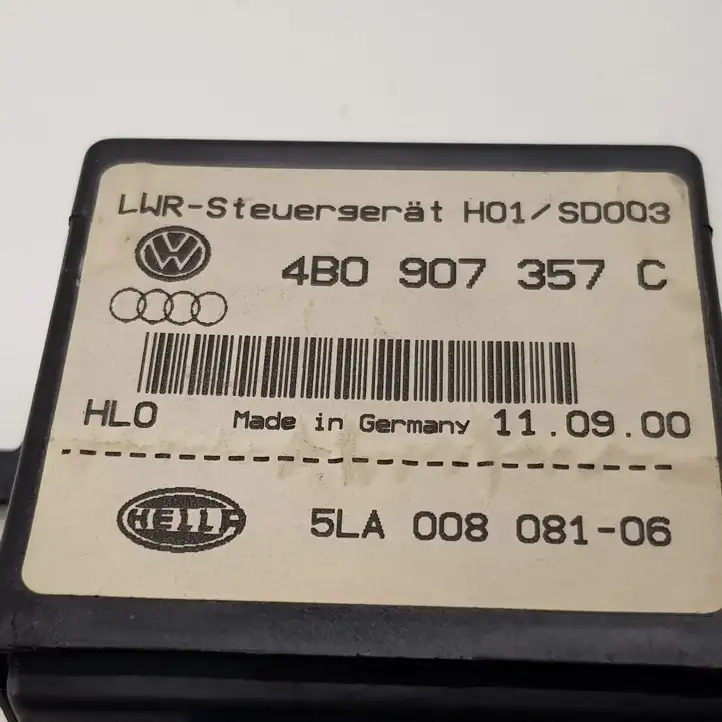 LWR-Steuergerät H01/SD003
4B0 907 357 C
HLO Made in Germany 11.09.00
HELLA 5LA 008 081-06